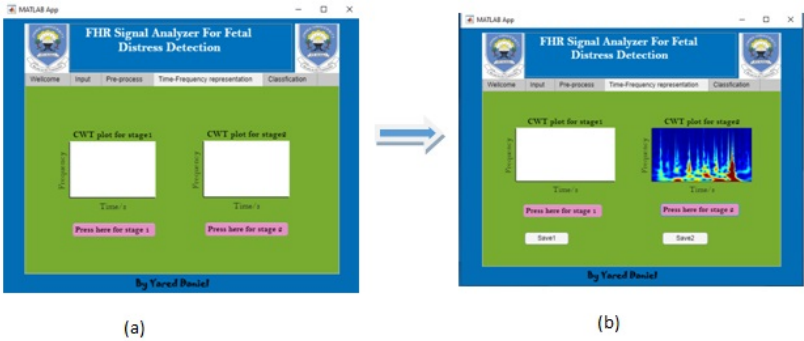 MATLAB App
FHR Signal Analyzer For Fetal
Distress Detection
Wellcome Input Pre-process Time-Frequency representation Classification
CWT plot for stage1 CWT plot for stage2
Frequency Frequency
Time/s Time/s
Press here for stage 1 Press here for stage 2
By Yared Daniel
(a)
MATLAB App
FHR Signal Analyzer For Fetal
Distress Detection
Wellcome Input Pre-process Time-Frequency representation Classification
CWT plot for stage1 CWT plot for stage2
Frequency Frequency
Time/s Time/s
Press here for stage 1 Press here for stage 2
Save1 Save2
By Yared Daniel
(b)